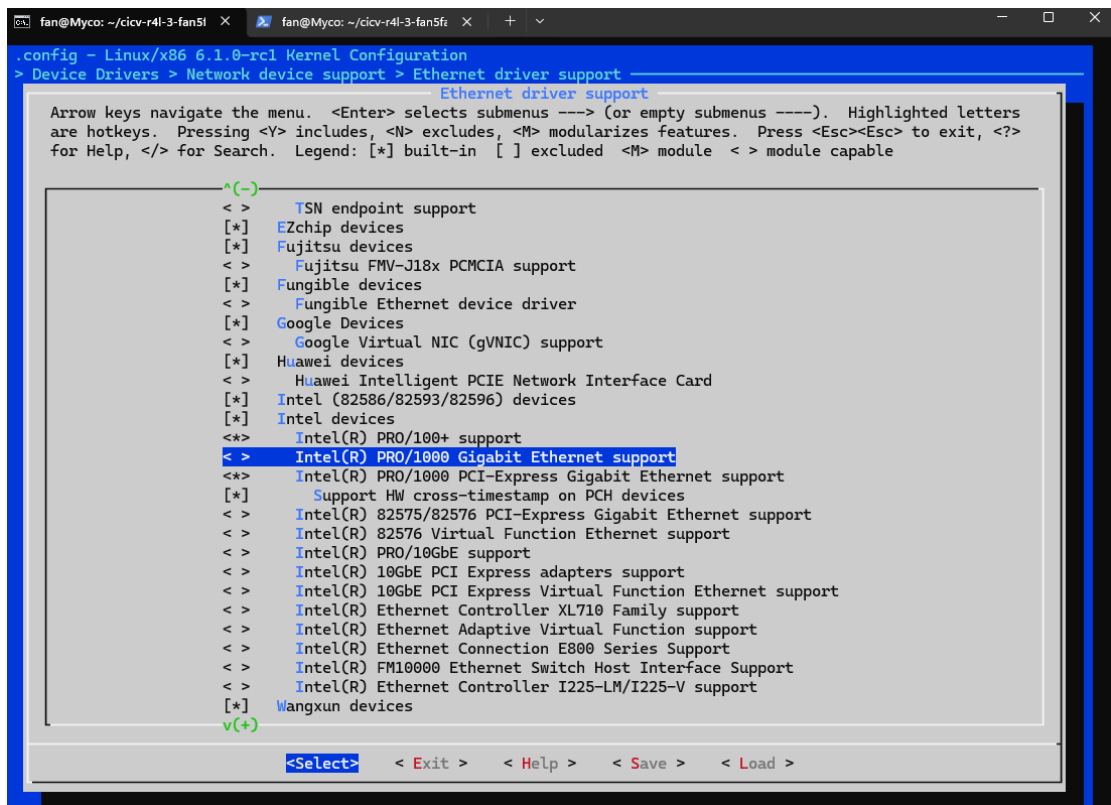 fan@Myco: ~/cicv-r4l-3-fan5f
fan@Myco: ~/cicv-r4l-3-fan5fa
.config - Linux/x86 6.1.0-rc1 Kernel Configuration
> Device Drivers > Network device support > Ethernet driver support
Ethernet driver support
Arrow keys navigate the menu.  <Enter> selects submenus ---> (or empty submenus ----).  Highlighted letters
are hotkeys.  Pressing <Y> includes, <N> excludes, <M> modularizes features.  Press <Esc><Esc> to exit, <?>
for Help, </> for Search.  Legend: [*] built-in  [ ] excluded  <M> module  < > module capable
^(-)
< >     TSN endpoint support
[*]   EZchip devices
[*]   Fujitsu devices
< >     Fujitsu FMV-J18x PCMCIA support
[*]   Fungible devices
< >     Fungible Ethernet device driver
[*]   Google Devices
< >     Google Virtual NIC (gVNIC) support
[*]   Huawei devices
< >     Huawei Intelligent PCIE Network Interface Card
[*]   Intel (82586/82593/82596) devices
[*]   Intel devices
<*>     Intel(R) PRO/100+ support
< >     Intel(R) PRO/1000 Gigabit Ethernet support
<*>     Intel(R) PRO/1000 PCI-Express Gigabit Ethernet support
[*]       Support HW cross-timestamp on PCH devices
< >     Intel(R) 82575/82576 PCI-Express Gigabit Ethernet support
< >     Intel(R) 82576 Virtual Function Ethernet support
< >     Intel(R) PRO/10GbE support
< >     Intel(R) 10GbE PCI Express adapters support
< >     Intel(R) 10GbE PCI Express Virtual Function Ethernet support
< >     Intel(R) Ethernet Controller XL710 Family support
< >     Intel(R) Ethernet Adaptive Virtual Function support
< >     Intel(R) Ethernet Connection E800 Series Support
< >     Intel(R) FM10000 Ethernet Switch Host Interface Support
< >     Intel(R) Ethernet Controller I225-LM/I225-V support
[*]   Wangxun devices
v(+)
<Select>    < Exit >    < Help >    < Save >    < Load >